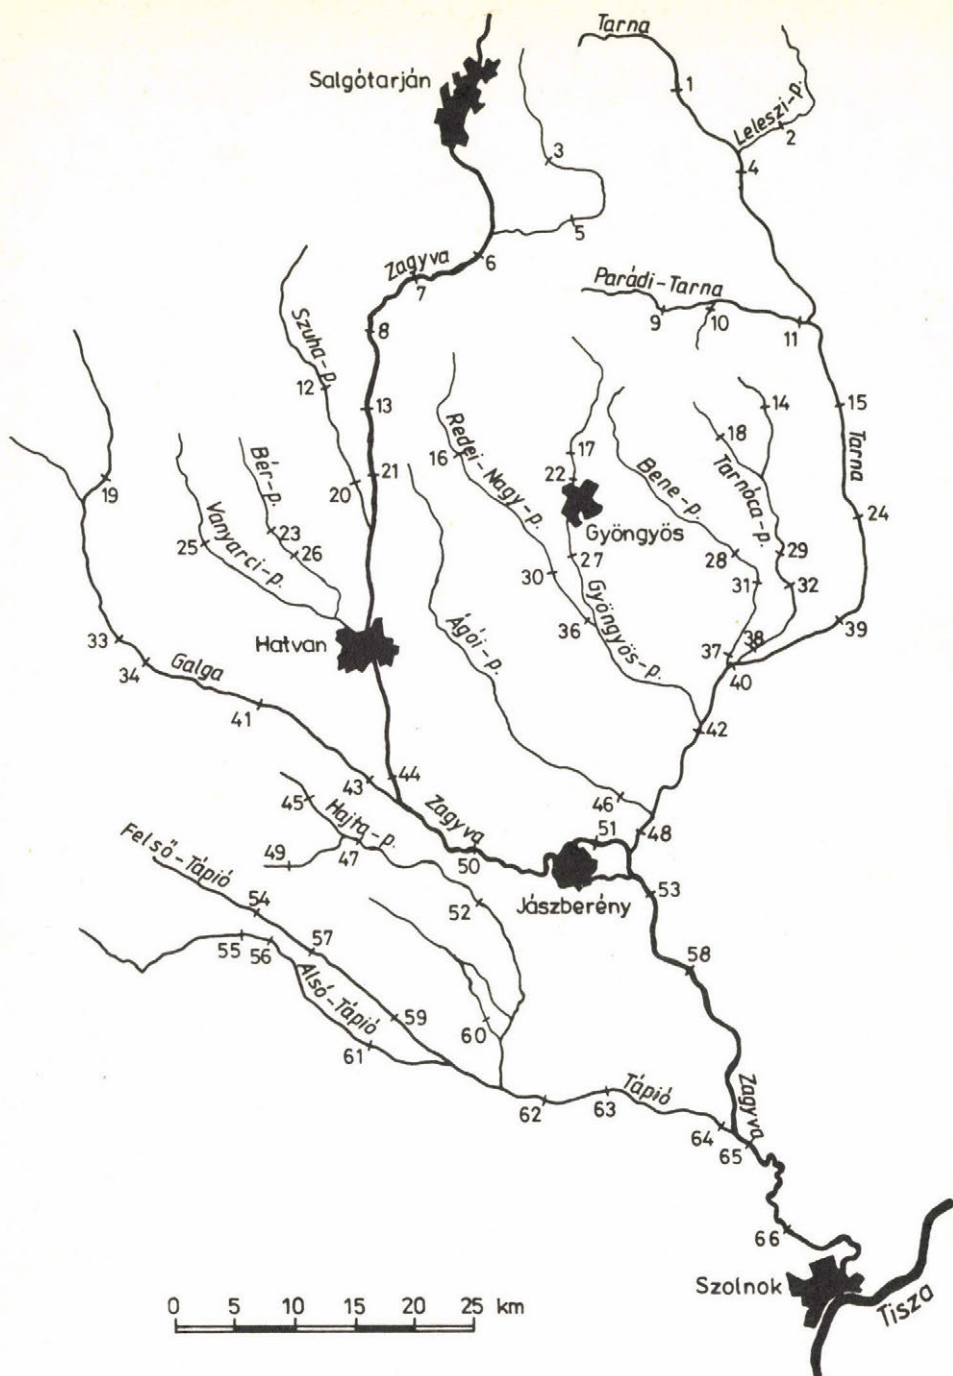 Tarna
Salgótarján
1
Leleszi-p.
2
3
4
5
Zagyva
6
7
Parádi-Tarna
9
10
11
8
Szuha-p.
12
13
14
15
Tarna
Redei-Nagy-p.
16
17
18
Tarnóca-p.
Bene-p.
Bér-p.
19
20
21
22
Gyöngyös
23
24
Vanyarci-p.
25
26
27
28
29
30
31
32
Gyöngyös-p.
36
Ágói-p.
Hatvan
33
34
Galga
37
38
39
40
41
42
43
44
45
Hajta-p.
Zagyva
46
47
48
49
50
51
Felső-Tápió
Jászberény
52
53
54
55
56
57
58
Alsó-Tápió
59
60
61
62
63
Tápió
64
Zagyva
65
66
Szolnok
Tisza
0 5 10 15 20 25 km